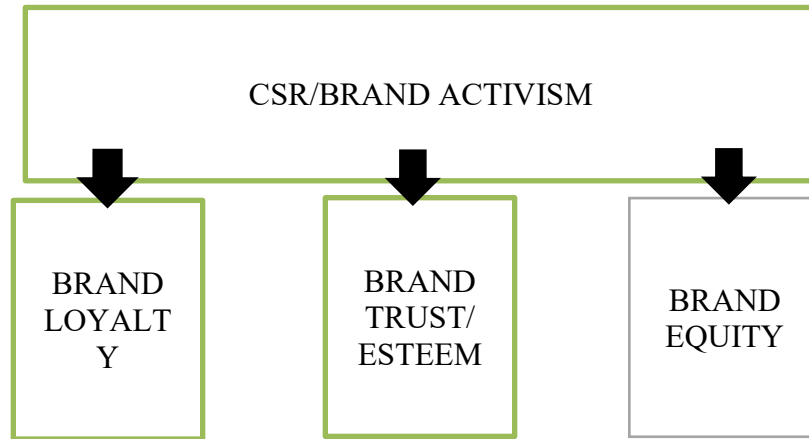 CSR/BRAND ACTIVISM
BRAND
LOYALT
Y
BRAND
TRUST/
ESTEEM
BRAND
EQUITY